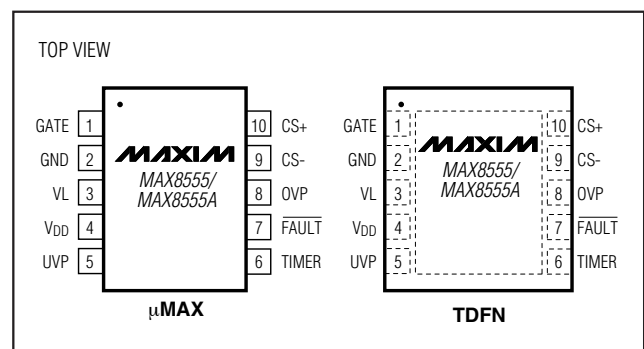 TOP VIEW
GATE 1
GND 2
VL 3
VDD 4
UVP 5
MAXIM
MAX8555/
MAX8555A
10 CS+
9 CS-
8 OVP
7 FAULT
6 TIMER
µMAX
GATE 1
GND 2
VL 3
VDD 4
UVP 5
MAXIM
MAX8555/
MAX8555A
10 CS+
9 CS-
8 OVP
7 FAULT
6 TIMER
TDFN